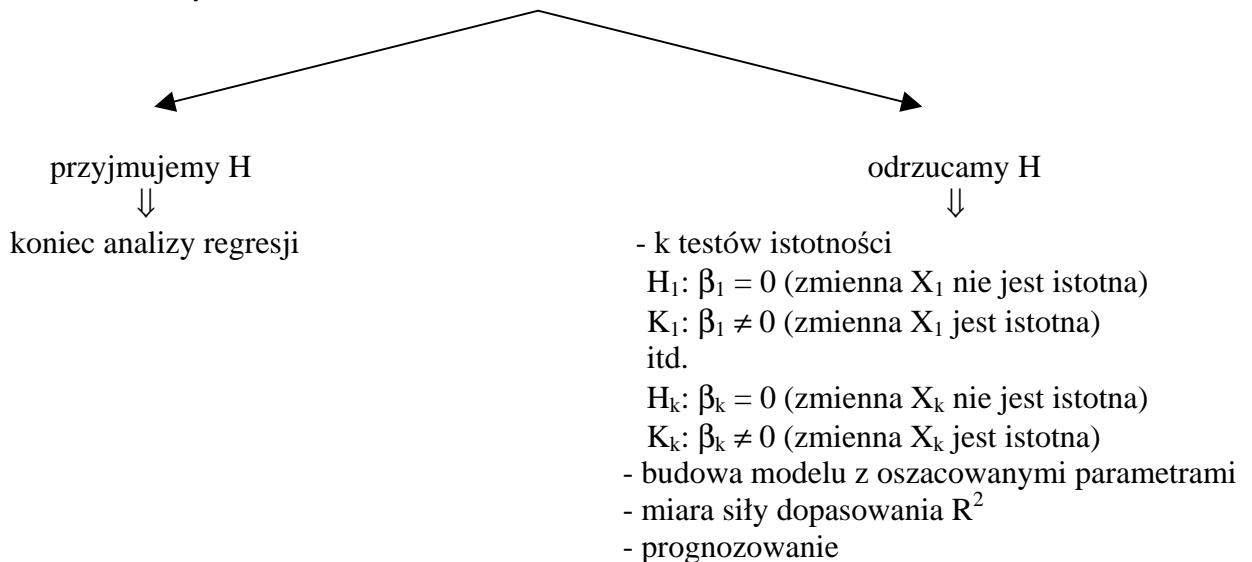 przyjmujemy H
odrzucamy H
⇓
⇓
koniec analizy regresji
- k testów istotności
H₁: β₁ = 0 (zmienna X₁ nie jest istotna)
K₁: β₁ ≠ 0 (zmienna X₁ jest istotna)
itd.
Hₖ: βₖ = 0 (zmienna Xₖ nie jest istotna)
Kₖ: βₖ ≠ 0 (zmienna Xₖ jest istotna)
- budowa modelu z oszacowanymi parametrami
- miara siły dopasowania R²
- prognozowanie